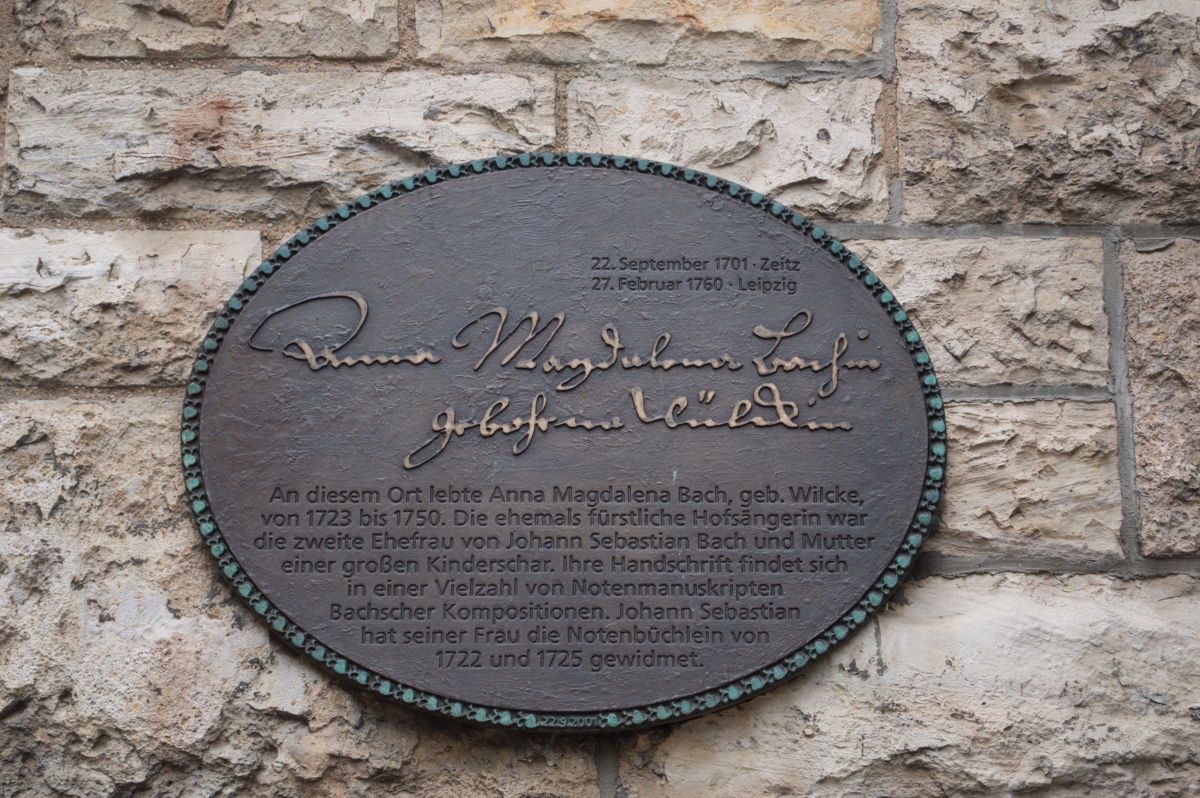 22. September 1701 · Zeitz
27. Februar 1760 · Leipzig
Anna Magdalena Bachin
gebohrne Wülckin
An diesem Ort lebte Anna Magdalena Bach, geb. Wilcke,
von 1723 bis 1750. Die ehemals fürstliche Hofsängerin war
die zweite Ehefrau von Johann Sebastian Bach und Mutter
einer großen Kinderschar. Ihre Handschrift findet sich
in einer Vielzahl von Notenmanuskripten
Bachscher Kompositionen. Johann Sebastian
hat seiner Frau die Notenbüchlein von
1722 und 1725 gewidmet.
22.9.2001